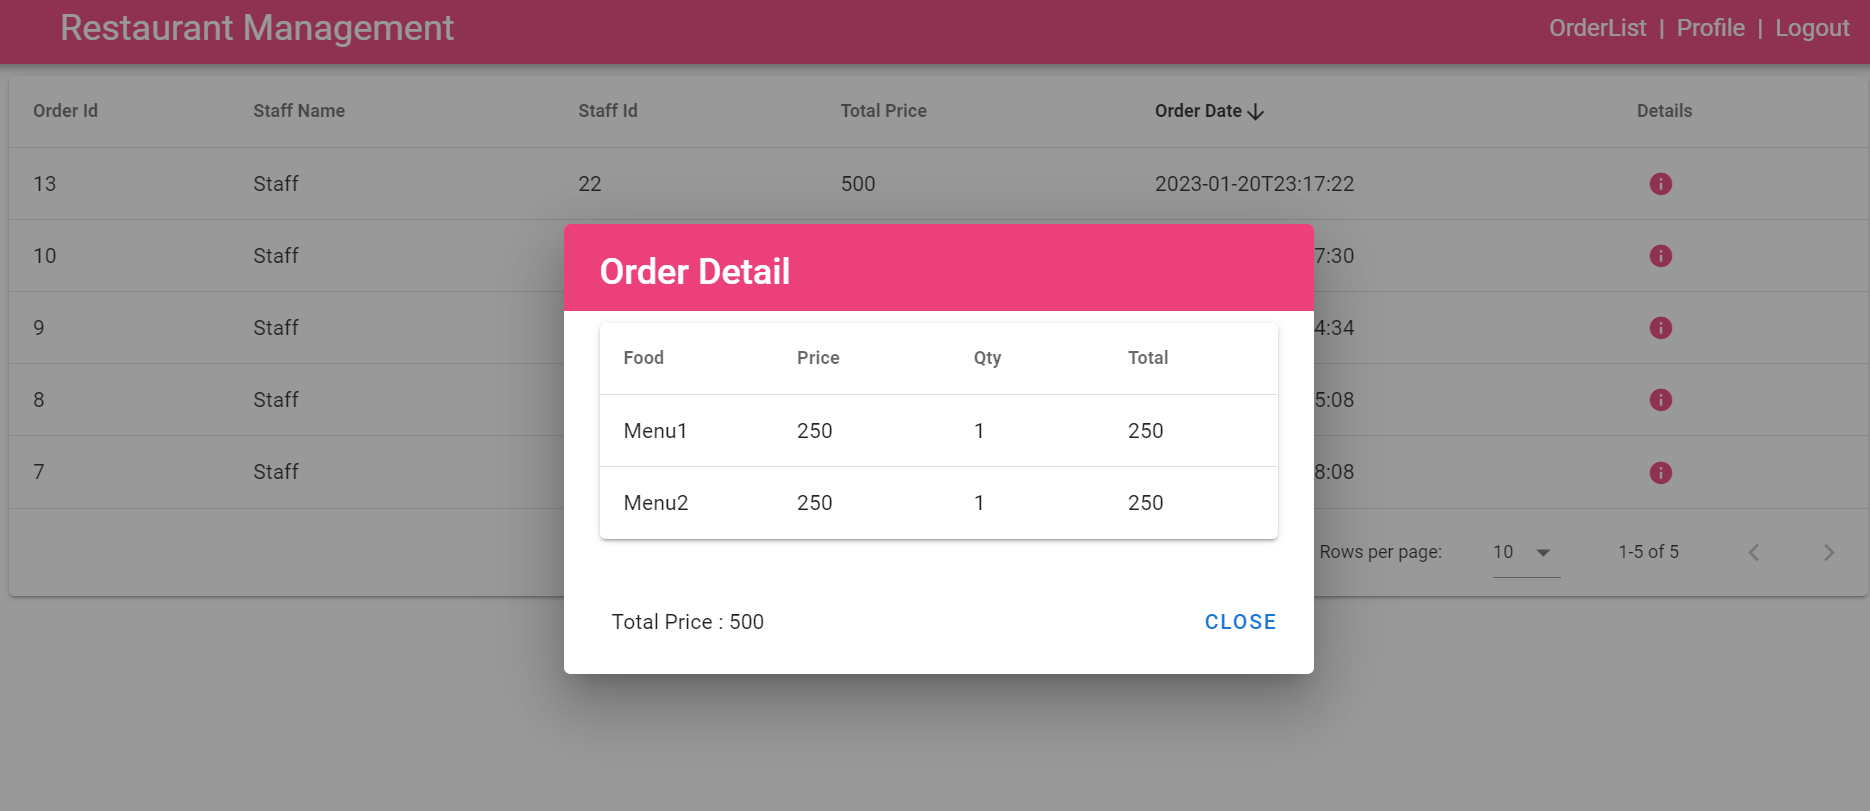 Restaurant Management OrderList | Profile | Logout
Order Id Staff Name Staff Id Total Price Order Date Details
13 Staff 22 500 2023-01-20T23:17:22
10 Staff 7:30
9 Staff 4:34
8 Staff 5:08
7 Staff 8:08
Rows per page: 10 1-5 of 5
Order Detail
Food Price Qty Total
Menu1 250 1 250
Menu2 250 1 250
Total Price : 500 CLOSE